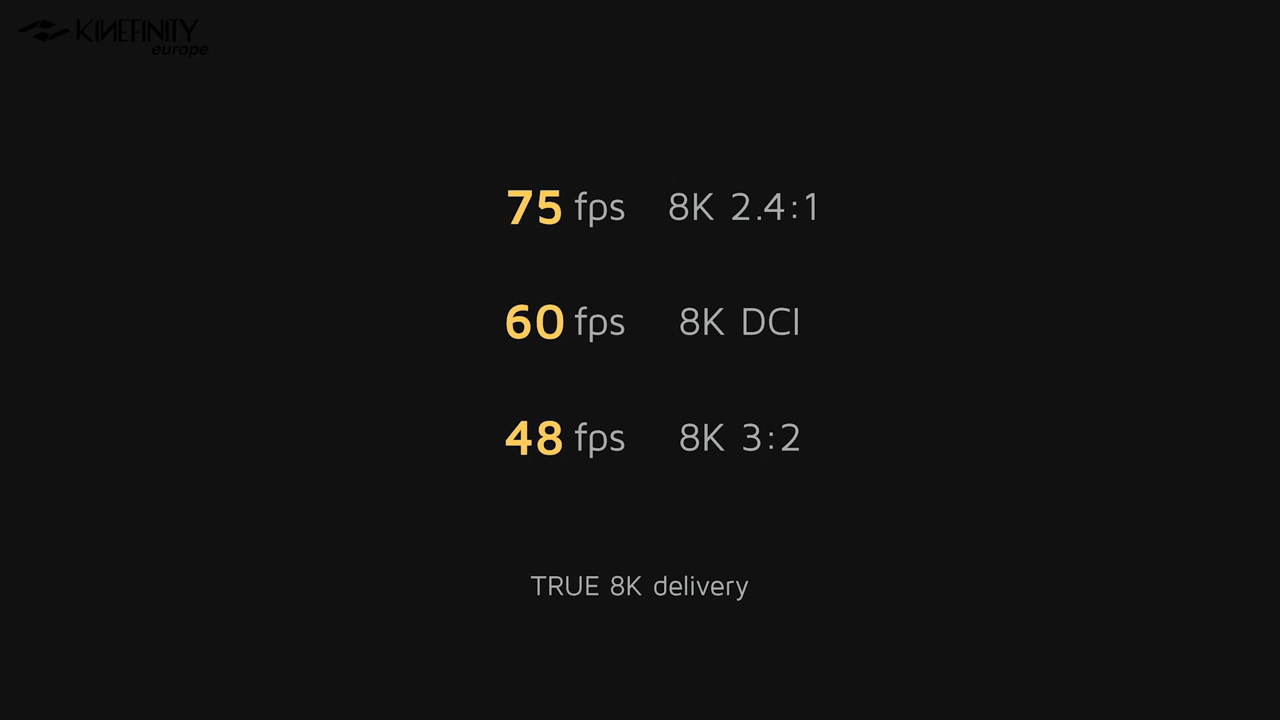 KINEFINITY
europe
75 fps 8K 2.4:1
60 fps 8K DCI
48 fps 8K 3:2
TRUE 8K delivery